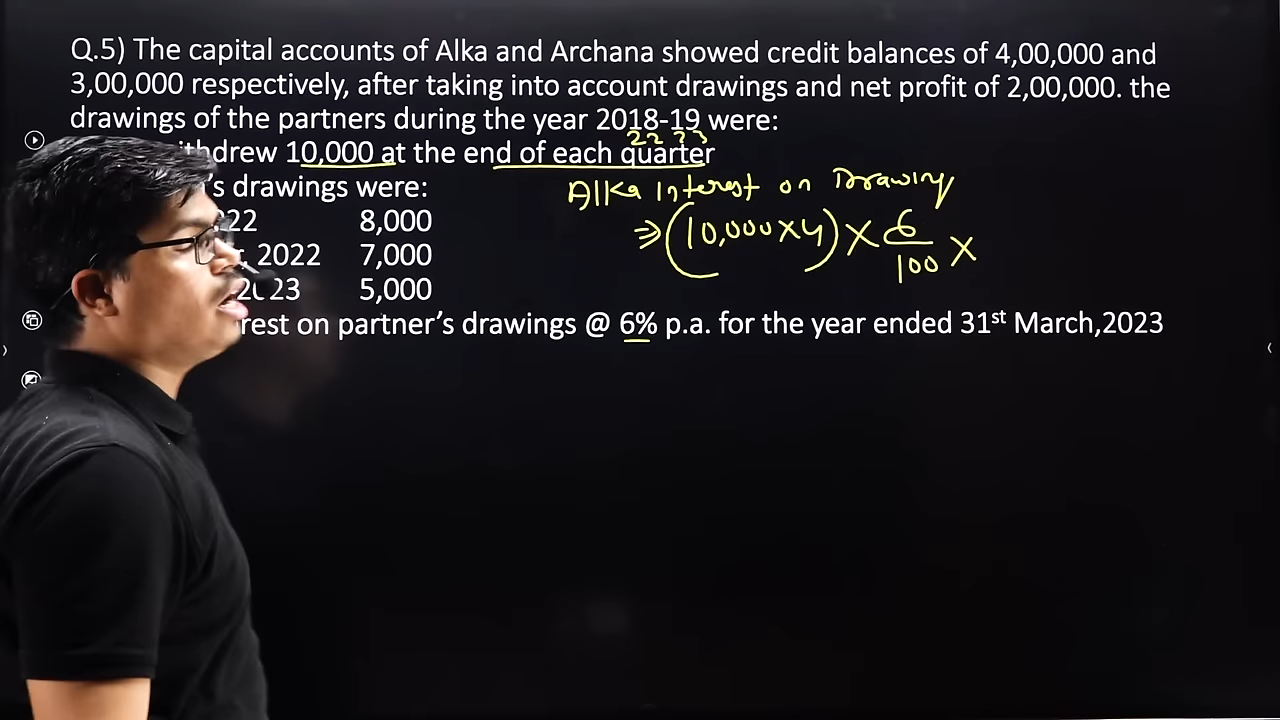 Q.5) The capital accounts of Alka and Archana showed credit balances of 4,00,000 and
3,00,000 respectively, after taking into account drawings and net profit of 2,00,000. the
drawings of the partners during the year 2018-19 were:
22 23
thdrew 10,000 at the end of each quarter
's drawings were:
Alka Interest on Drawing
22 8,000
⇒ (10,000 × 4) × 6/100 ×
, 2022 7,000
23 5,000
rest on partner's drawings @ 6% p.a. for the year ended 31st March,2023